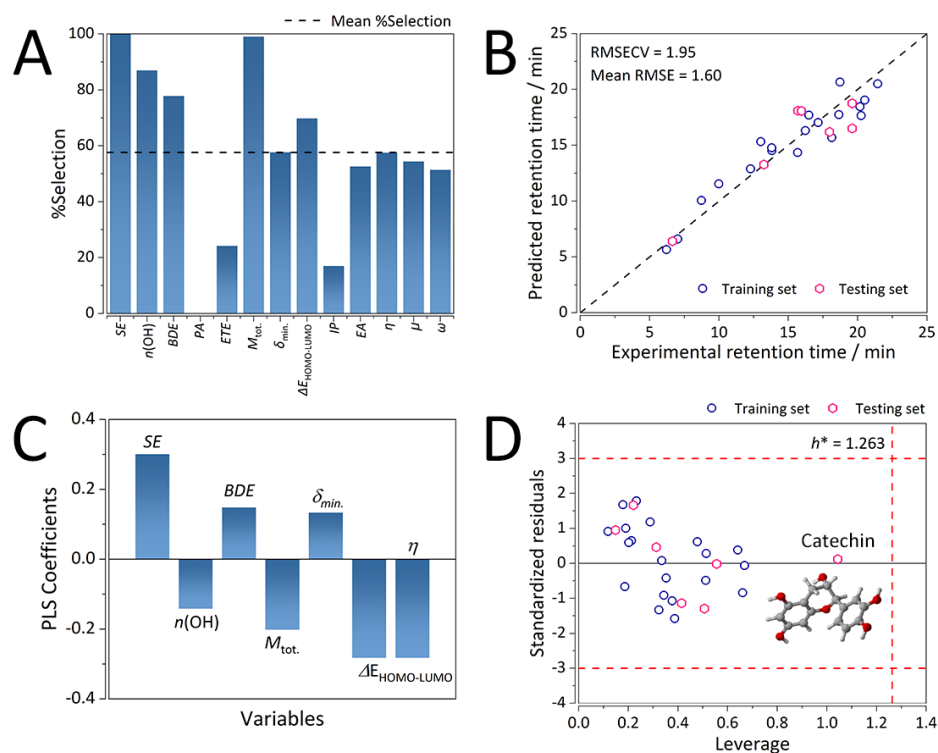 A
Mean %Selection
%Selection
100
80
60
40
20
0
SE
n(OH)
BDE
PA
ETE
Mtot.
δmin.
ΔEHOMO-LUMO
IP
EA
η
μ
ω
B
RMSECV = 1.95
Mean RMSE = 1.60
Predicted retention time / min
25
20
15
10
5
0
Training set
Testing set
0 5 10 15 20 25
Experimental retention time / min
C
PLS Coefficients
0.4
0.2
0.0
-0.2
-0.4
SE
n(OH)
BDE
Mtot.
δmin.
ΔEHOMO-LUMO
η
Variables
D
Training set
Testing set
h* = 1.263
Catechin
Standardized residuals
4
3
2
1
0
-1
-2
-3
-4
0.0 0.2 0.4 0.6 0.8 1.0 1.2 1.4
Leverage